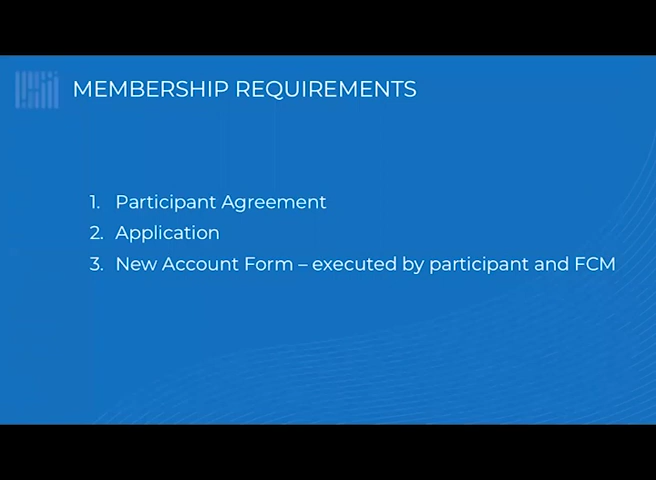 MEMBERSHIP REQUIREMENTS
1. Participant Agreement
2. Application
3. New Account Form – executed by participant and FCM